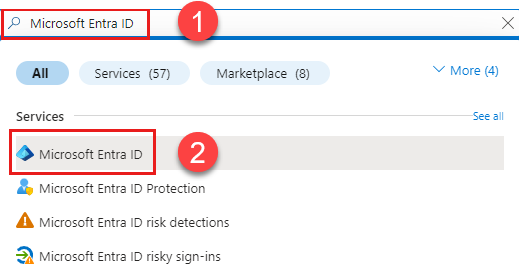 Microsoft Entra ID
1
All
Services (57)
Marketplace (8)
More (4)
Services
See all
Microsoft Entra ID
2
Microsoft Entra ID Protection
Microsoft Entra ID risk detections
Microsoft Entra ID risky sign-ins